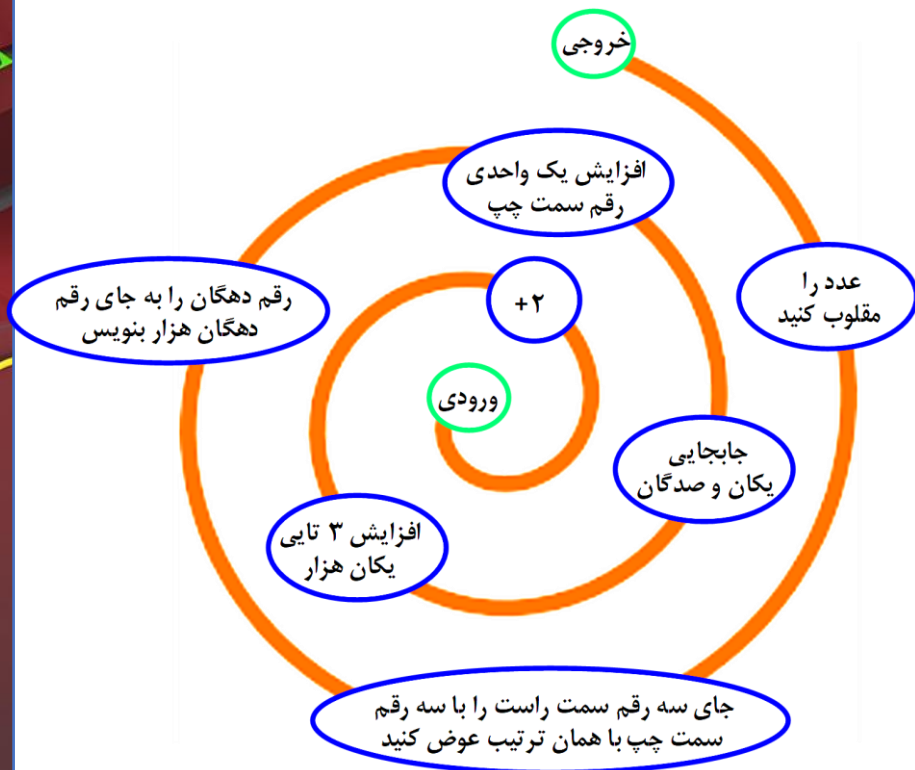 خروجی
افزایش یک واحدی
رقم سمت چپ
عدد را
مقلوب کنید
رقم دهگان را به جای رقم
دهگان هزار بنویس
+۲
ورودی
جابجایی
یکان و صدگان
افزایش ۳ تایی
یکان هزار
جای سه رقم سمت راست را با سه رقم
سمت چپ با همان ترتیب عوض کنید